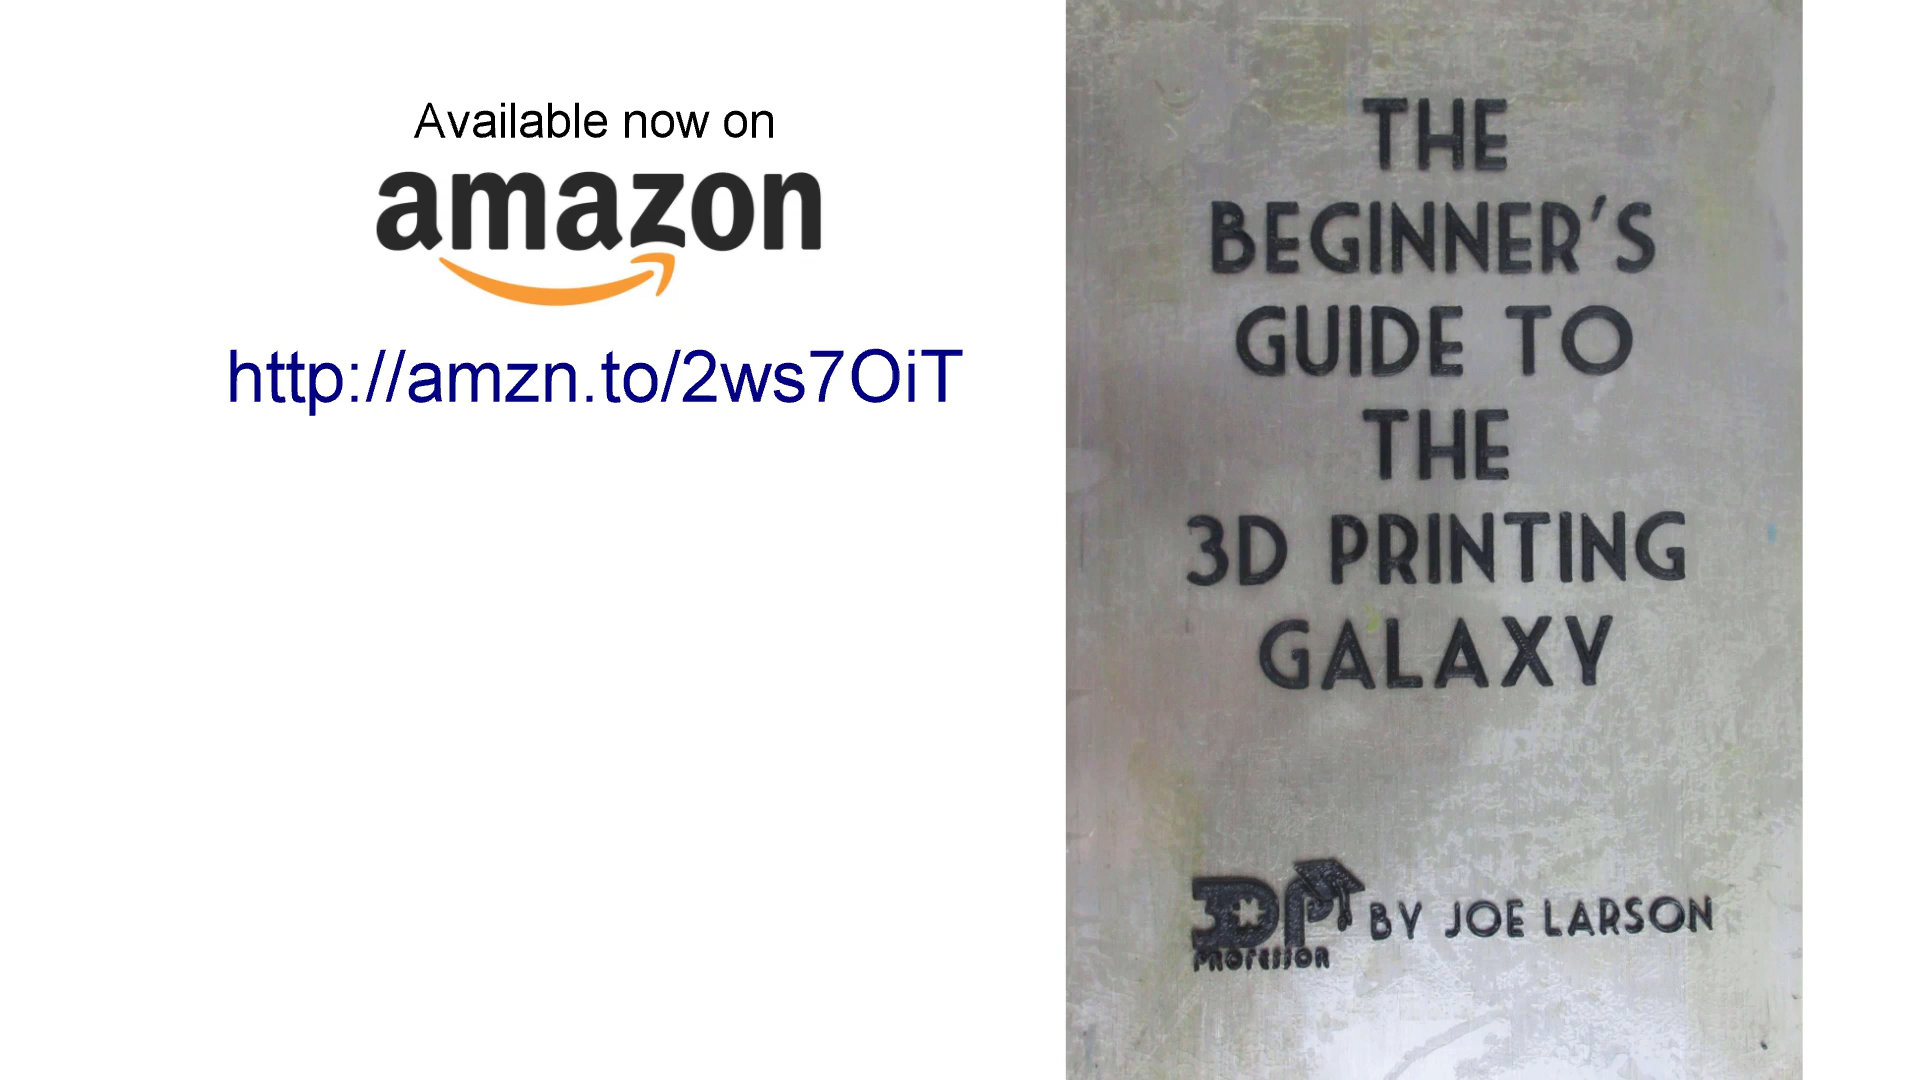 Available now on
amazon
http://amzn.to/2ws7OiT
THE
BEGINNER'S
GUIDE TO
THE
3D PRINTING
GALAXY
3DP
PROFESSOR
BY JOE LARSON